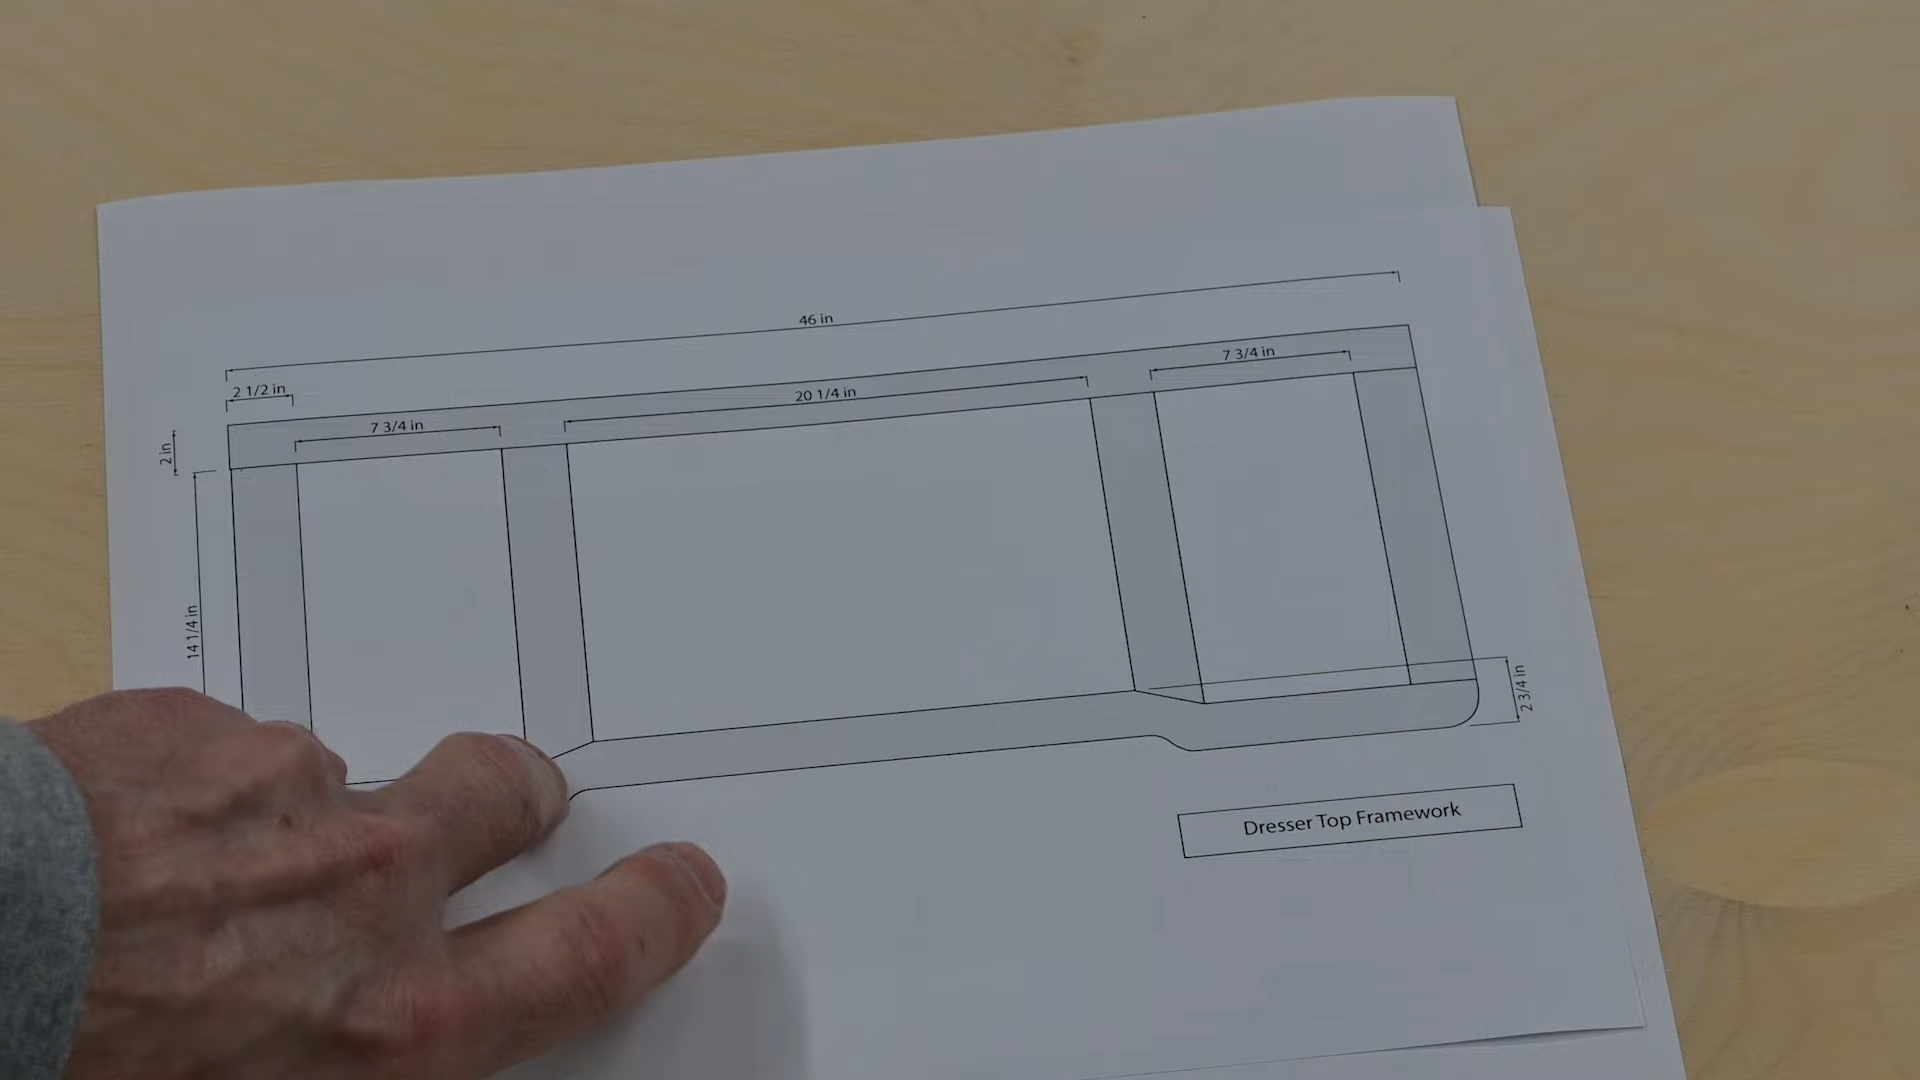 46 in
2 1/2 in
7 3/4 in
20 1/4 in
7 3/4 in
2 in
14 1/4 in
2 3/4 in
Dresser Top Framework